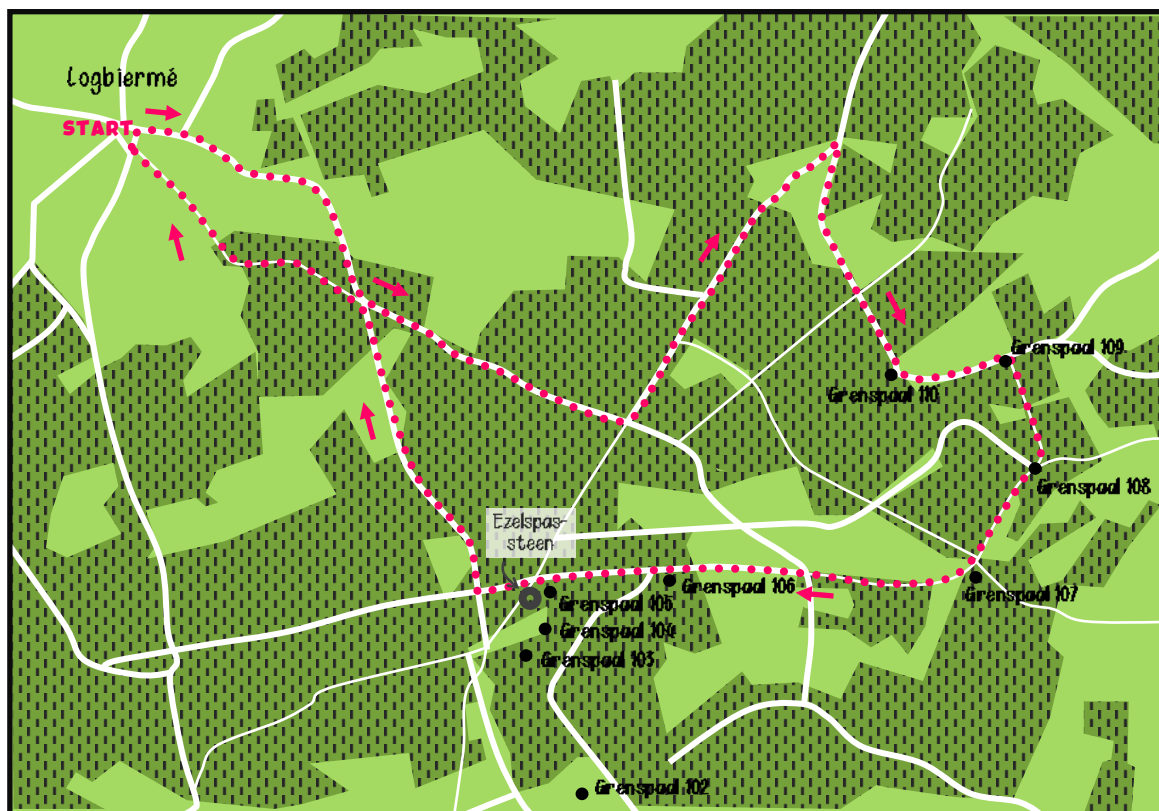 Logbiermé
START
Grenspaal 109
Grenspaal 110
Grenspaal 108
Ezelspas-
steen
Grenspaal 106
Grenspaal 107
Grenspaal 105
Grenspaal 104
Grenspaal 103
Grenspaal 102